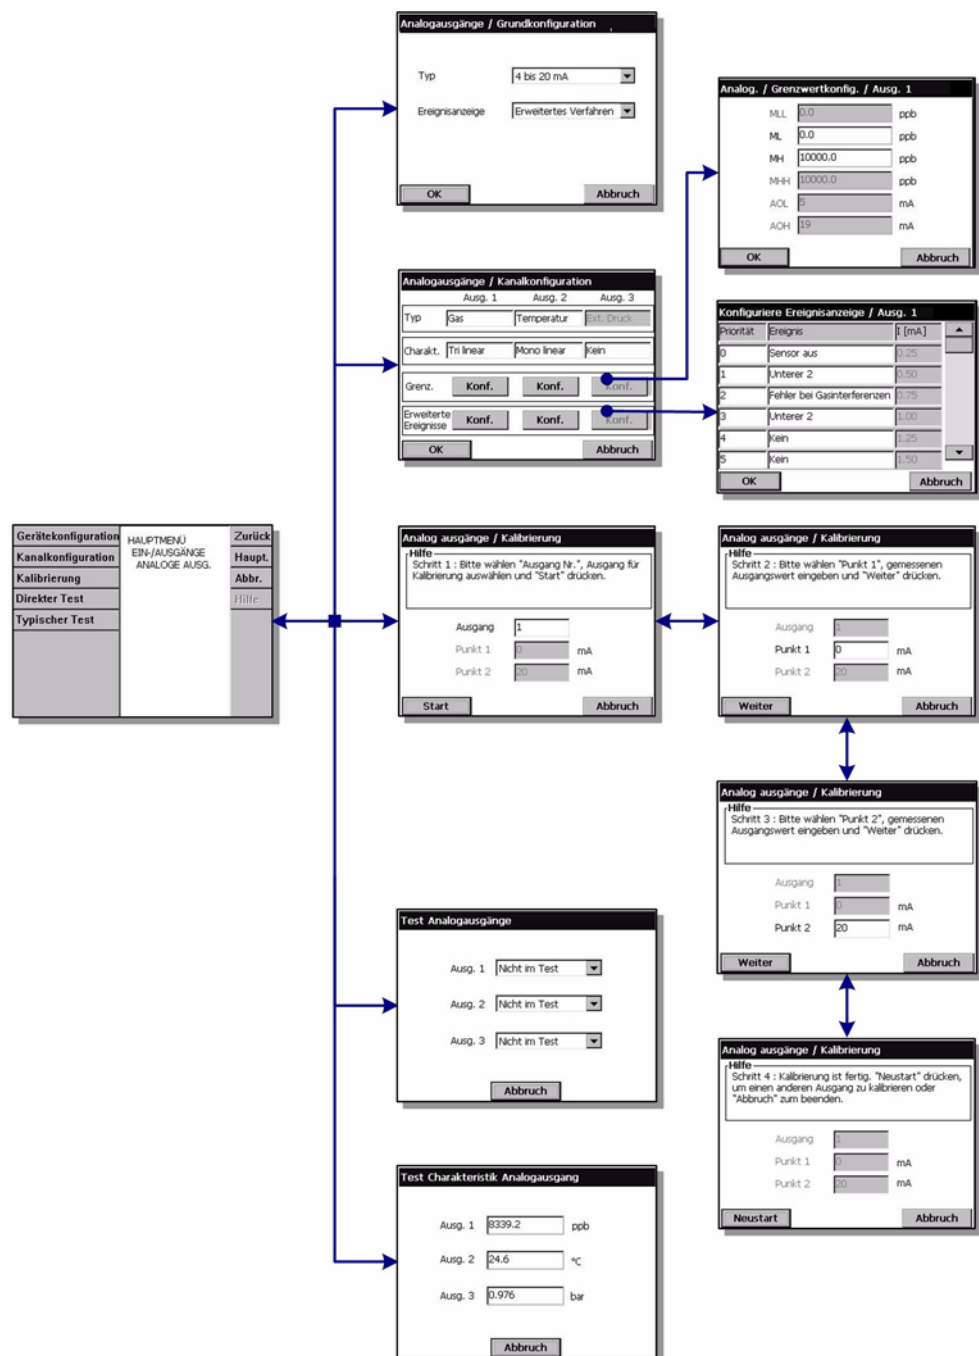 Analogausgänge / Grundkonfiguration
Typ 4 bis 20 mA
Ereignisanzeige Erweitertes Verfahren
OK Abbruch
Analog. / Grenzwertkonfig. / Ausg. 1
MLL 0.0 ppb
ML 0.0 ppb
MH 10000.0 ppb
MHH 10000.0 ppb
AOL 5 mA
AOH 19 mA
OK Abbruch
Analogausgänge / Kanalkonfiguration
Ausg. 1 Ausg. 2 Ausg. 3
Typ Gas Temperatur Ext. Druck
Charakt. Tri linear Mono linear Kein
Grenz. Konf. Konf. Konf.
Erweiterte
Ereignisse Konf. Konf. Konf.
OK Abbruch
Konfiguriere Ereignisanzeige / Ausg. 1
Priorität Ereignis I [mA]
0 Sensor aus 0.25
1 Unterer 2 0.50
2 Fehler bei Gasinterferenzen 0.75
3 Unterer 2 1.00
4 Kein 1.25
5 Kein 1.50
OK Abbruch
Gerätekonfiguration
Kanalkonfiguration
Kalibrierung
Direkter Test
Typischer Test
HAUPTMENÜ
EIN-/AUSGÄNGE
ANALOGE AUSG.
Zurück
Haupt.
Abbr.
Hilfe
Analog ausgänge / Kalibrierung
Hilfe
Schritt 1 : Bitte wählen "Ausgang Nr.", Ausgang für
Kalibrierung auswählen und "Start" drücken.
Ausgang 1
Punkt 1 0 mA
Punkt 2 20 mA
Start Abbruch
Analog ausgänge / Kalibrierung
Hilfe
Schritt 2 : Bitte wählen "Punkt 1", gemessenen
Ausgangswert eingeben und "Weiter" drücken.
Ausgang 1
Punkt 1 0 mA
Punkt 2 20 mA
Weiter Abbruch
Analog ausgänge / Kalibrierung
Hilfe
Schritt 3 : Bitte wählen "Punkt 2", gemessenen
Ausgangswert eingeben und "Weiter" drücken.
Ausgang 1
Punkt 1 0 mA
Punkt 2 20 mA
Weiter Abbruch
Test Analogausgänge
Ausg. 1 Nicht im Test
Ausg. 2 Nicht im Test
Ausg. 3 Nicht im Test
Abbruch
Analog ausgänge / Kalibrierung
Hilfe
Schritt 4 : Kalibrierung ist fertig. "Neustart" drücken,
um einen anderen Ausgang zu kalibrieren oder
"Abbruch" zum beenden.
Ausgang 1
Punkt 1 0 mA
Punkt 2 20 mA
Neustart Abbruch
Test Charakteristik Analogausgang
Ausg. 1 8339.2 ppb
Ausg. 2 24.6 °C
Ausg. 3 0.976 bar
Abbruch